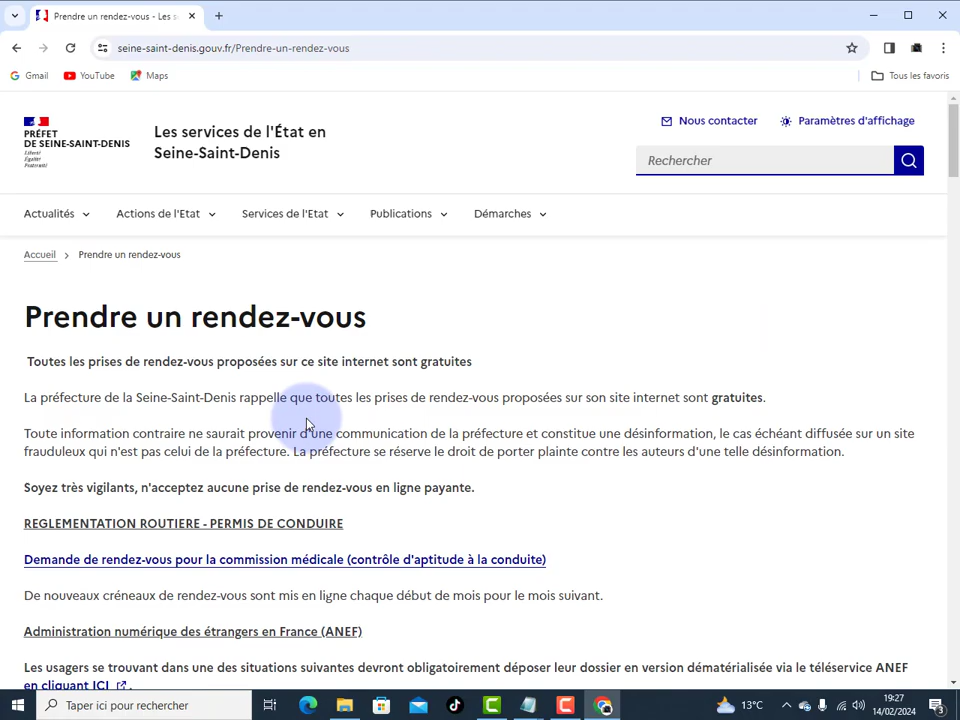 Prendre un rendez-vous - Les s
seine-saint-denis.gouv.fr/Prendre-un-rendez-vous
Gmail YouTube Maps Tous les favoris
PRÉFET
DE SEINE-SAINT-DENIS
Liberté
Égalité
Fraternité
Les services de l'État en
Seine-Saint-Denis
Nous contacter Paramètres d'affichage
Rechercher
Actualités Actions de l'Etat Services de l'Etat Publications Démarches
Accueil > Prendre un rendez-vous
Prendre un rendez-vous
Toutes les prises de rendez-vous proposées sur ce site internet sont gratuites
La préfecture de la Seine-Saint-Denis rappelle que toutes les prises de rendez-vous proposées sur son site internet sont gratuites.
Toute information contraire ne saurait provenir d'une communication de la préfecture et constitue une désinformation, le cas échéant diffusée sur un site
frauduleux qui n'est pas celui de la préfecture. La préfecture se réserve le droit de porter plainte contre les auteurs d'une telle désinformation.
Soyez très vigilants, n'acceptez aucune prise de rendez-vous en ligne payante.
REGLEMENTATION ROUTIERE - PERMIS DE CONDUIRE
Demande de rendez-vous pour la commission médicale (contrôle d'aptitude à la conduite)
De nouveaux créneaux de rendez-vous sont mis en ligne chaque début de mois pour le mois suivant.
Administration numérique des étrangers en France (ANEF)
Les usagers se trouvant dans une des situations suivantes devront obligatoirement déposer leur dossier en version dématérialisée via le téléservice ANEF
en cliquant ICI .
Taper ici pour rechercher
13°C
19:27
14/02/2024
3